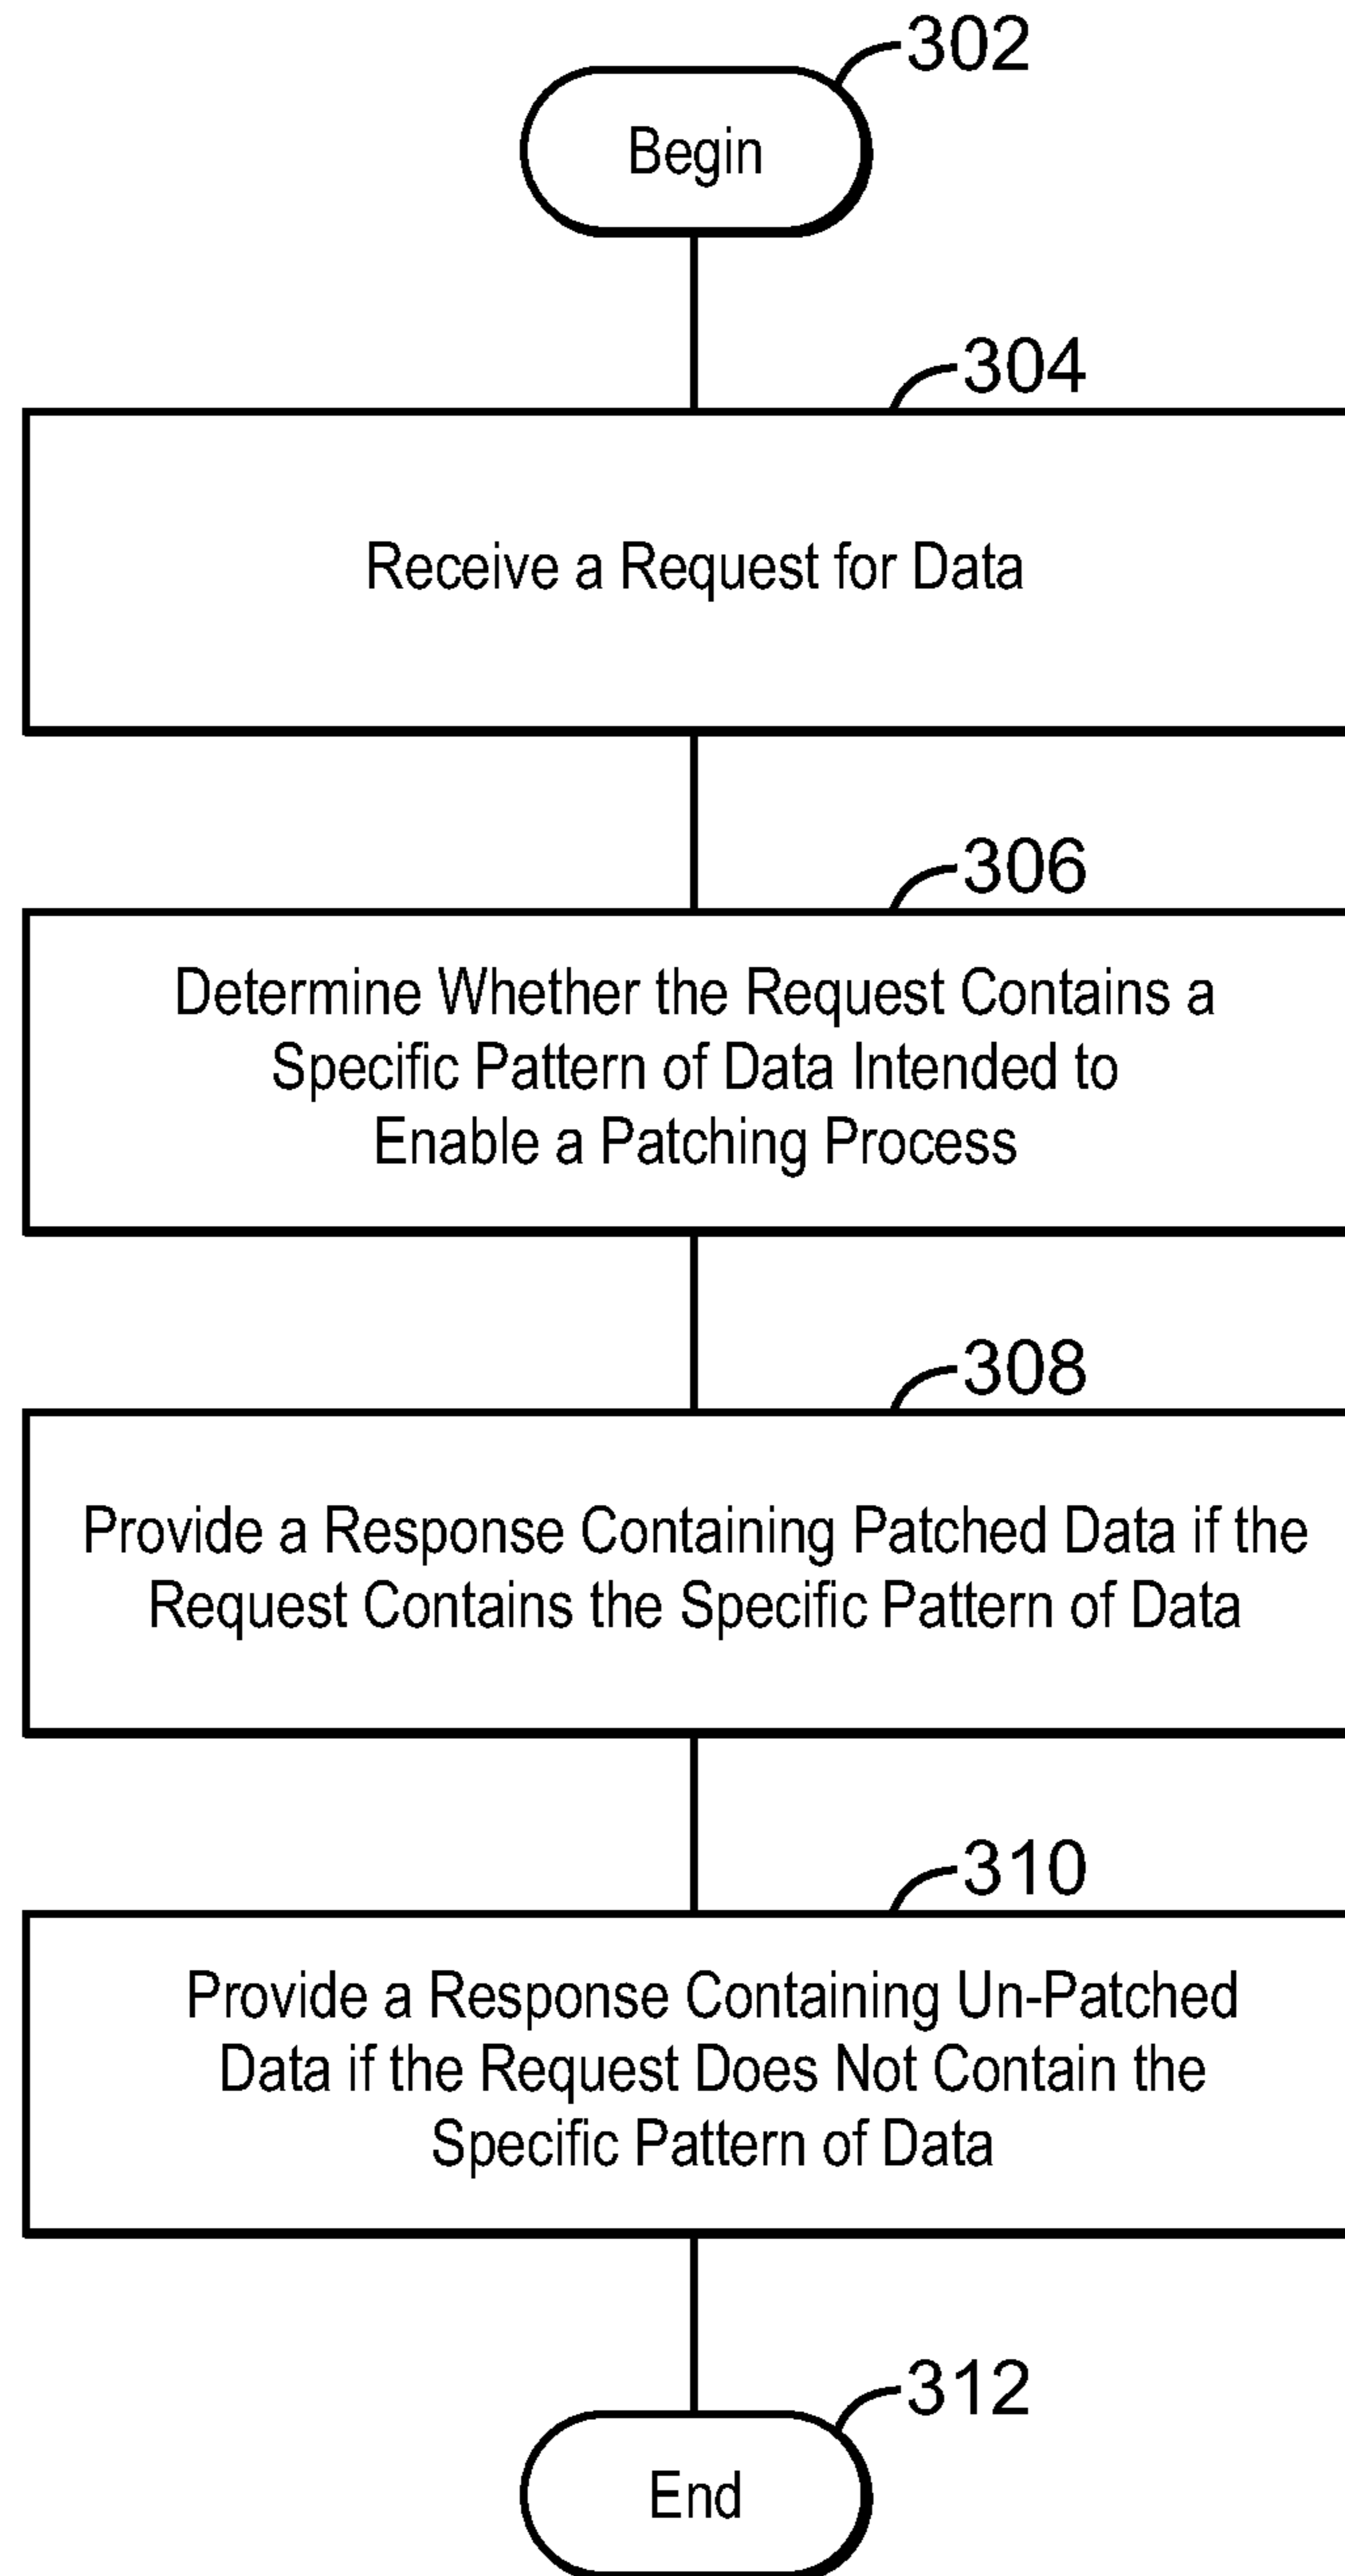 302
Begin
304
Receive a Request for Data
306
Determine Whether the Request Contains a
Specific Pattern of Data Intended to
Enable a Patching Process
308
Provide a Response Containing Patched Data if the
Request Contains the Specific Pattern of Data
310
Provide a Response Containing Un-Patched
Data if the Request Does Not Contain the
Specific Pattern of Data
312
End